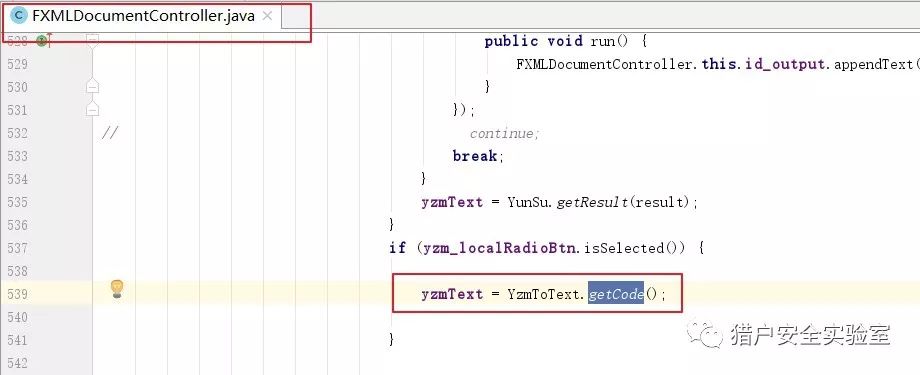 FXMLDocumentController.java
528 public void run() {
529 FXMLDocumentController.this.id_output.appendText(
530 }
531 });
532 // continue;
533 break;
534 }
535 yzmText = YunSu.getResult(result);
536 }
537 if (yzm_localRadioBtn.isSelected()) {
538
539 yzmText = YzmToText.getCode();
540
541 }
542
猎户安全实验室